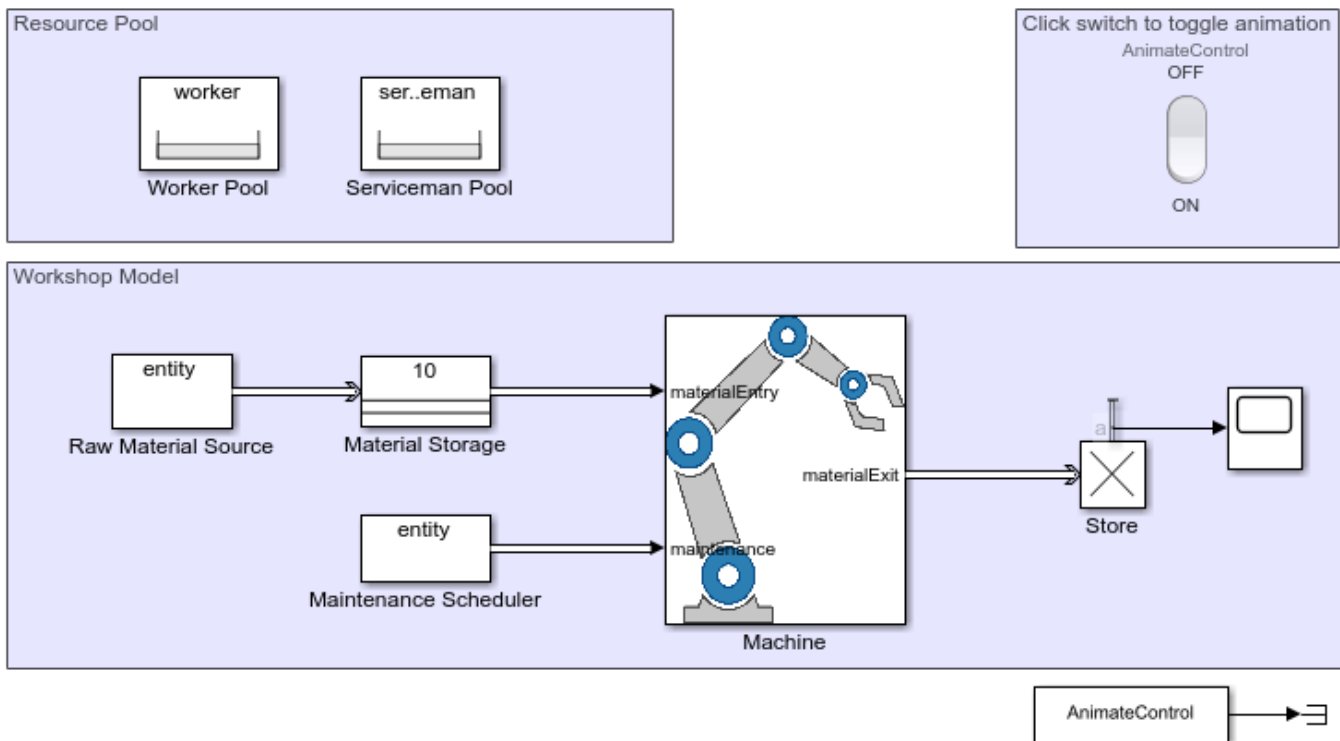 Resource Pool
worker
Worker Pool
ser..eman
Serviceman Pool
Click switch to toggle animation
AnimateControl
OFF
ON
Workshop Model
entity
Raw Material Source
10
Material Storage
entity
Maintenance Scheduler
materialEntry
maintenance
materialExit
Machine
a
Store
AnimateControl